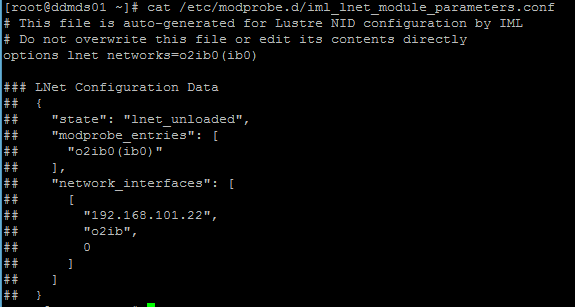 [root@ddmds01 ~]# cat /etc/modprobe.d/iml_lnet_module_parameters.conf
# This file is auto-generated for Lustre NID configuration by IML
# Do not overwrite this file or edit its contents directly
options lnet networks=o2ib0(ib0)
### LNet Configuration Data
##  {
##    "state": "lnet_unloaded",
##    "modprobe_entries": [
##      "o2ib0(ib0)"
##    ],
##    "network_interfaces": [
##      [
##        "192.168.101.22",
##        "o2ib",
##        0
##      ]
##    ]
##  }